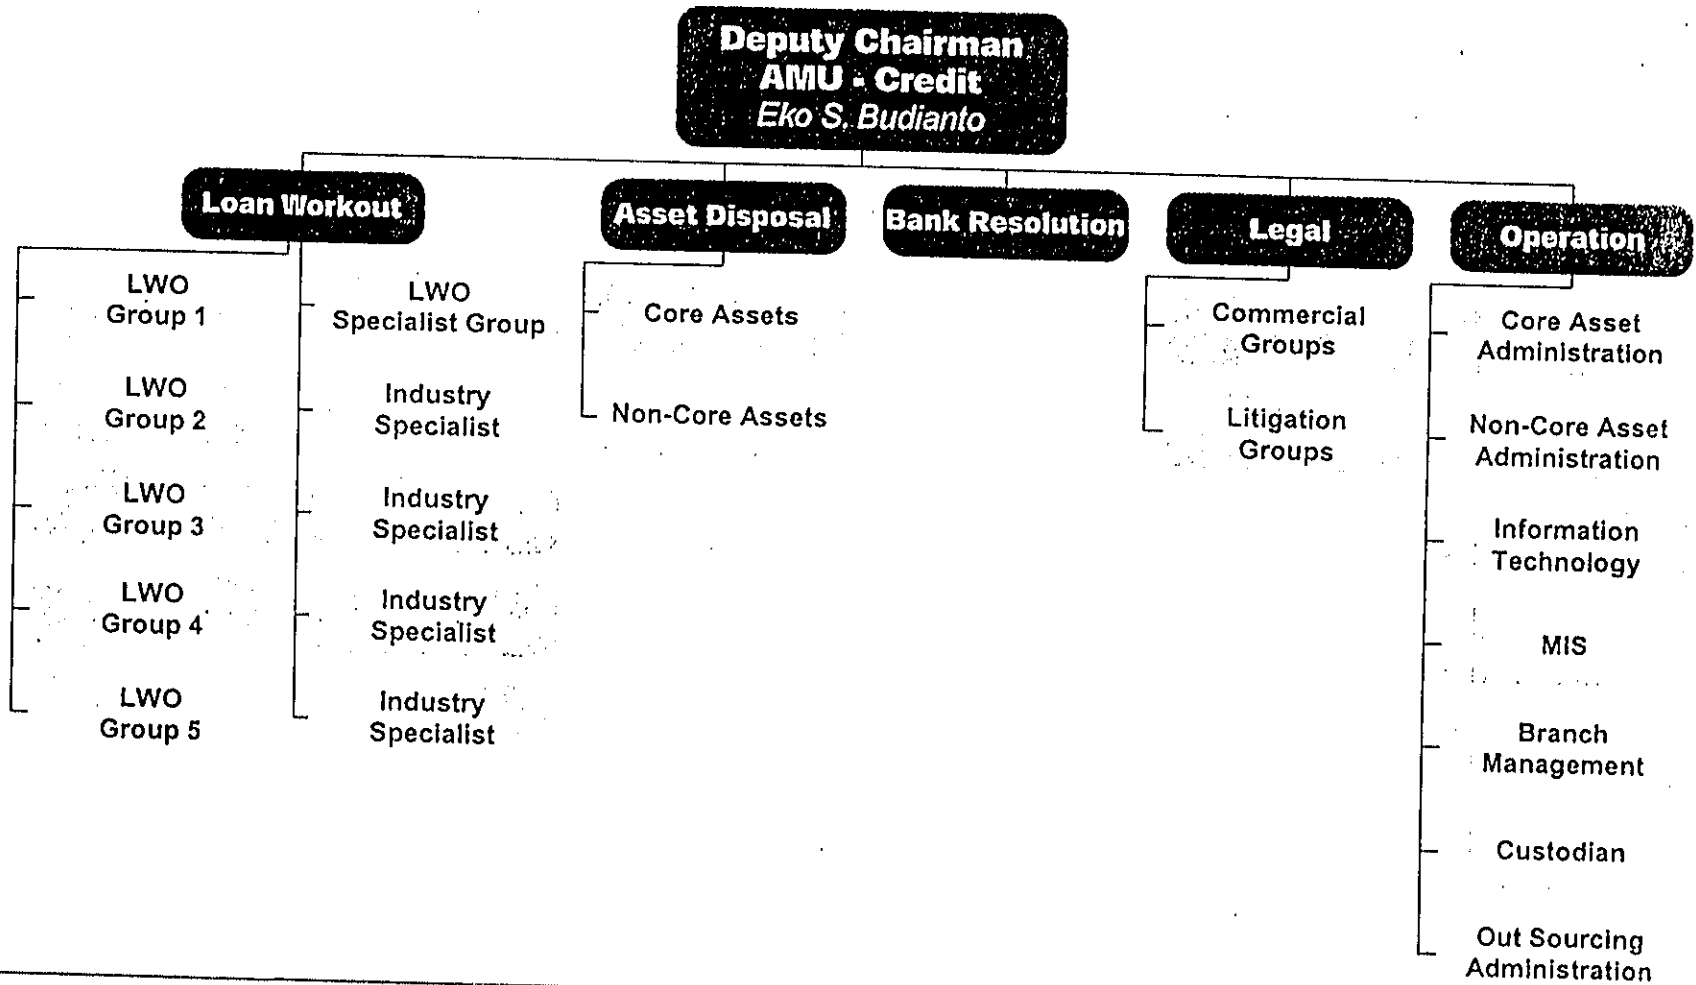 Deputy Chairman
AMU - Credit
Eko S. Budianto
Loan Workout
Asset Disposal
Bank Resolution
Legal
Operation
LWO
Group 1
LWO
Group 2
LWO
Group 3
LWO
Group 4
LWO
Group 5
LWO
Specialist Group
Industry
Specialist
Industry
Specialist
Industry
Specialist
Industry
Specialist
Core Assets
Non-Core Assets
Commercial
Groups
Litigation
Groups
Core Asset
Administration
Non-Core Asset
Administration
Information
Technology
MIS
Branch
Management
Custodian
Out Sourcing
Administration